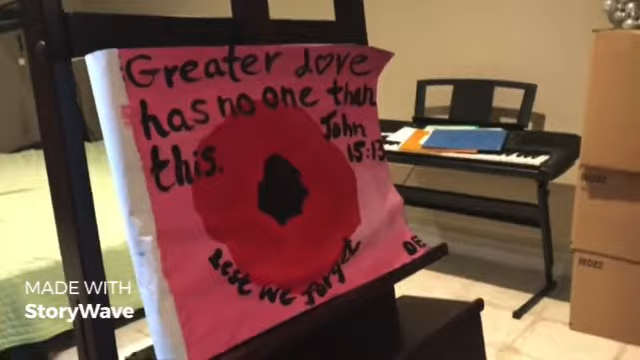 Greater Love
has no one than
this.
John
15:13
Lest we forget
DE
MADE WITH
StoryWave